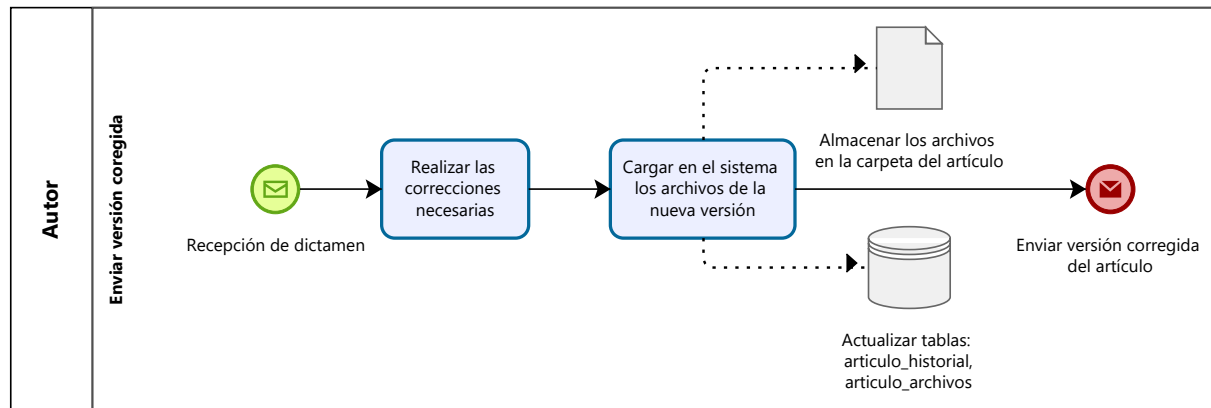 Autor
Enviar versión coregida
Recepción de dictamen
Realizar las
correcciones
necesarias
Cargar en el sistema
los archivos de la
nueva versión
Almacenar los archivos
en la carpeta del artículo
Actualizar tablas:
articulo_historial,
articulo_archivos
Enviar versión corregida
del artículo